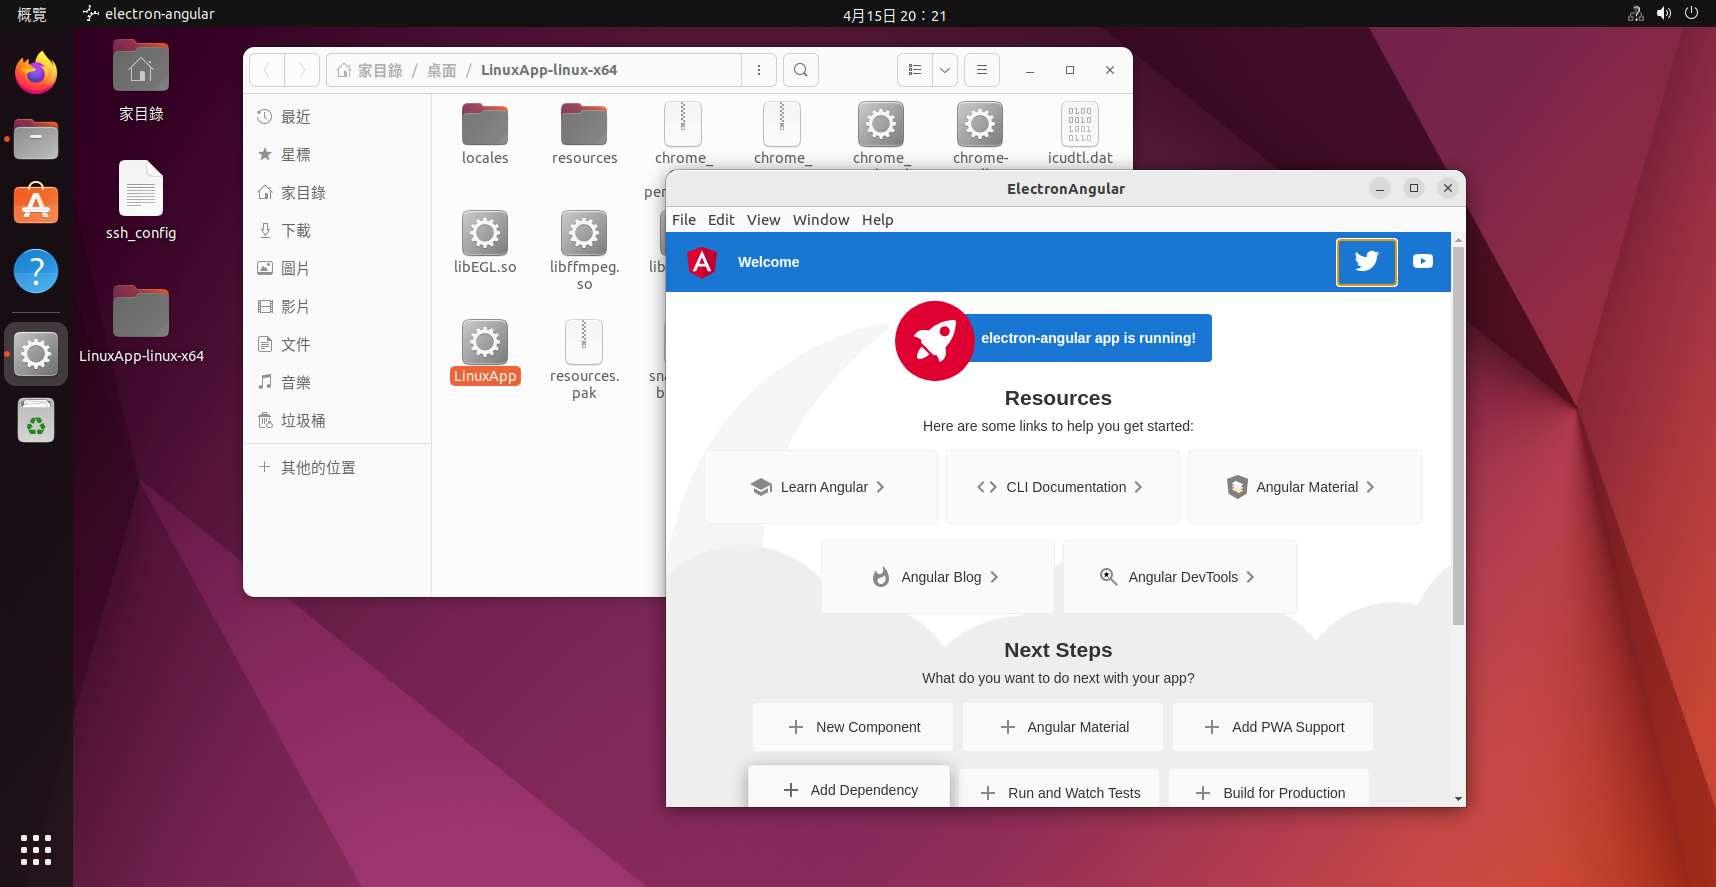 概覽
electron-angular
4月15日 20：21
家目錄
ssh_config
LinuxApp-linux-x64
家目錄 / 桌面 / LinuxApp-linux-x64
最近
星標
家目錄
下載
圖片
影片
文件
音樂
垃圾桶
其他的位置
locales
resources
chrome_
chrome_
chrome_
chrome-
icudtl.dat
per
libEGL.so
libffmpeg.
so
lib
LinuxApp
resources.
pak
sna
b
ElectronAngular
File Edit View Window Help
Welcome
electron-angular app is running!
Resources
Here are some links to help you get started:
Learn Angular
CLI Documentation
Angular Material
Angular Blog
Angular DevTools
Next Steps
What do you want to do next with your app?
New Component
Angular Material
Add PWA Support
Add Dependency
Run and Watch Tests
Build for Production